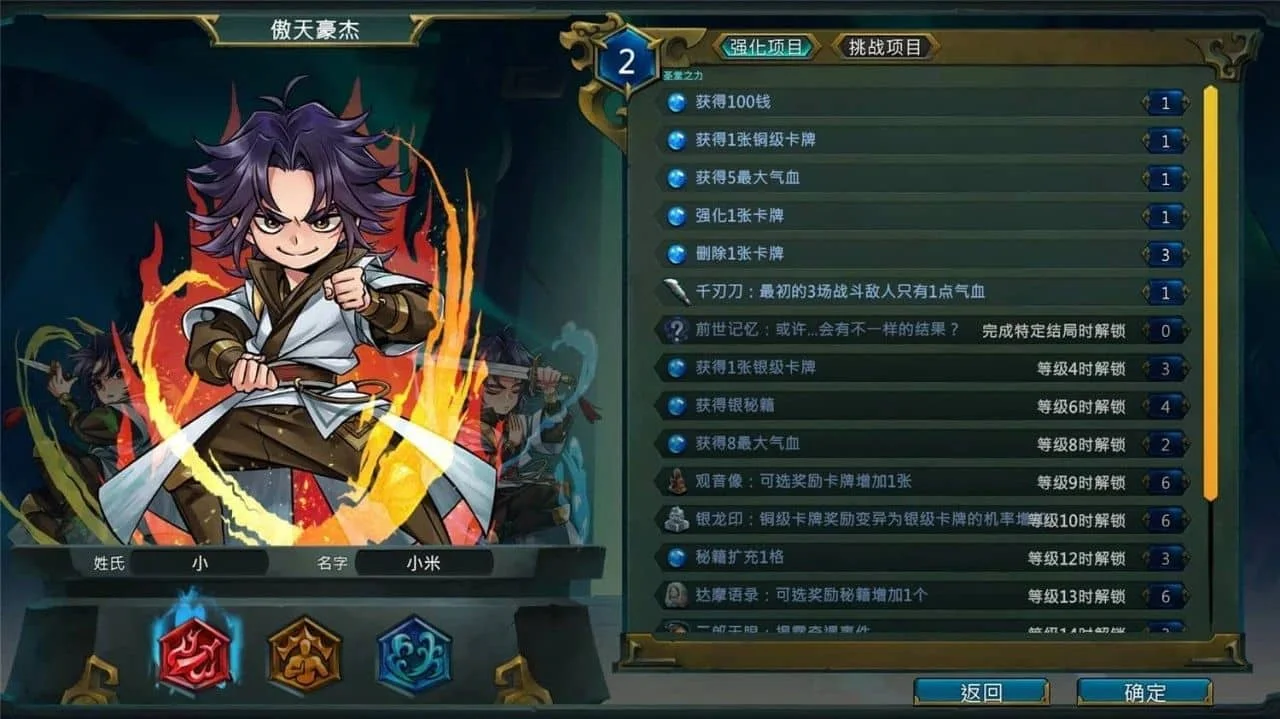 傲天豪杰
2
强化项目
挑战项目
圣堂之力
获得100钱 1
获得1张铜级卡牌 1
获得5最大气血 1
强化1张卡牌 1
删除1张卡牌 3
千刃刀：最初的3场战斗敌人只有1点气血 1
前世记忆：或许...会有不一样的结果？ 完成特定结局时解锁 0
获得1张银级卡牌 等级4时解锁 3
获得银秘籍 等级6时解锁 4
获得8最大气血 等级8时解锁 2
观音像：可选奖励卡牌增加1张 等级9时解锁 6
银龙印：铜级卡牌奖励变异为银级卡牌的机率增 等级10时解锁 6
秘籍扩充1格 等级12时解锁 3
达摩语录：可选奖励秘籍增加1个 等级13时解锁 6
等级14时解锁
姓氏 小 名字 小米
返回
确定